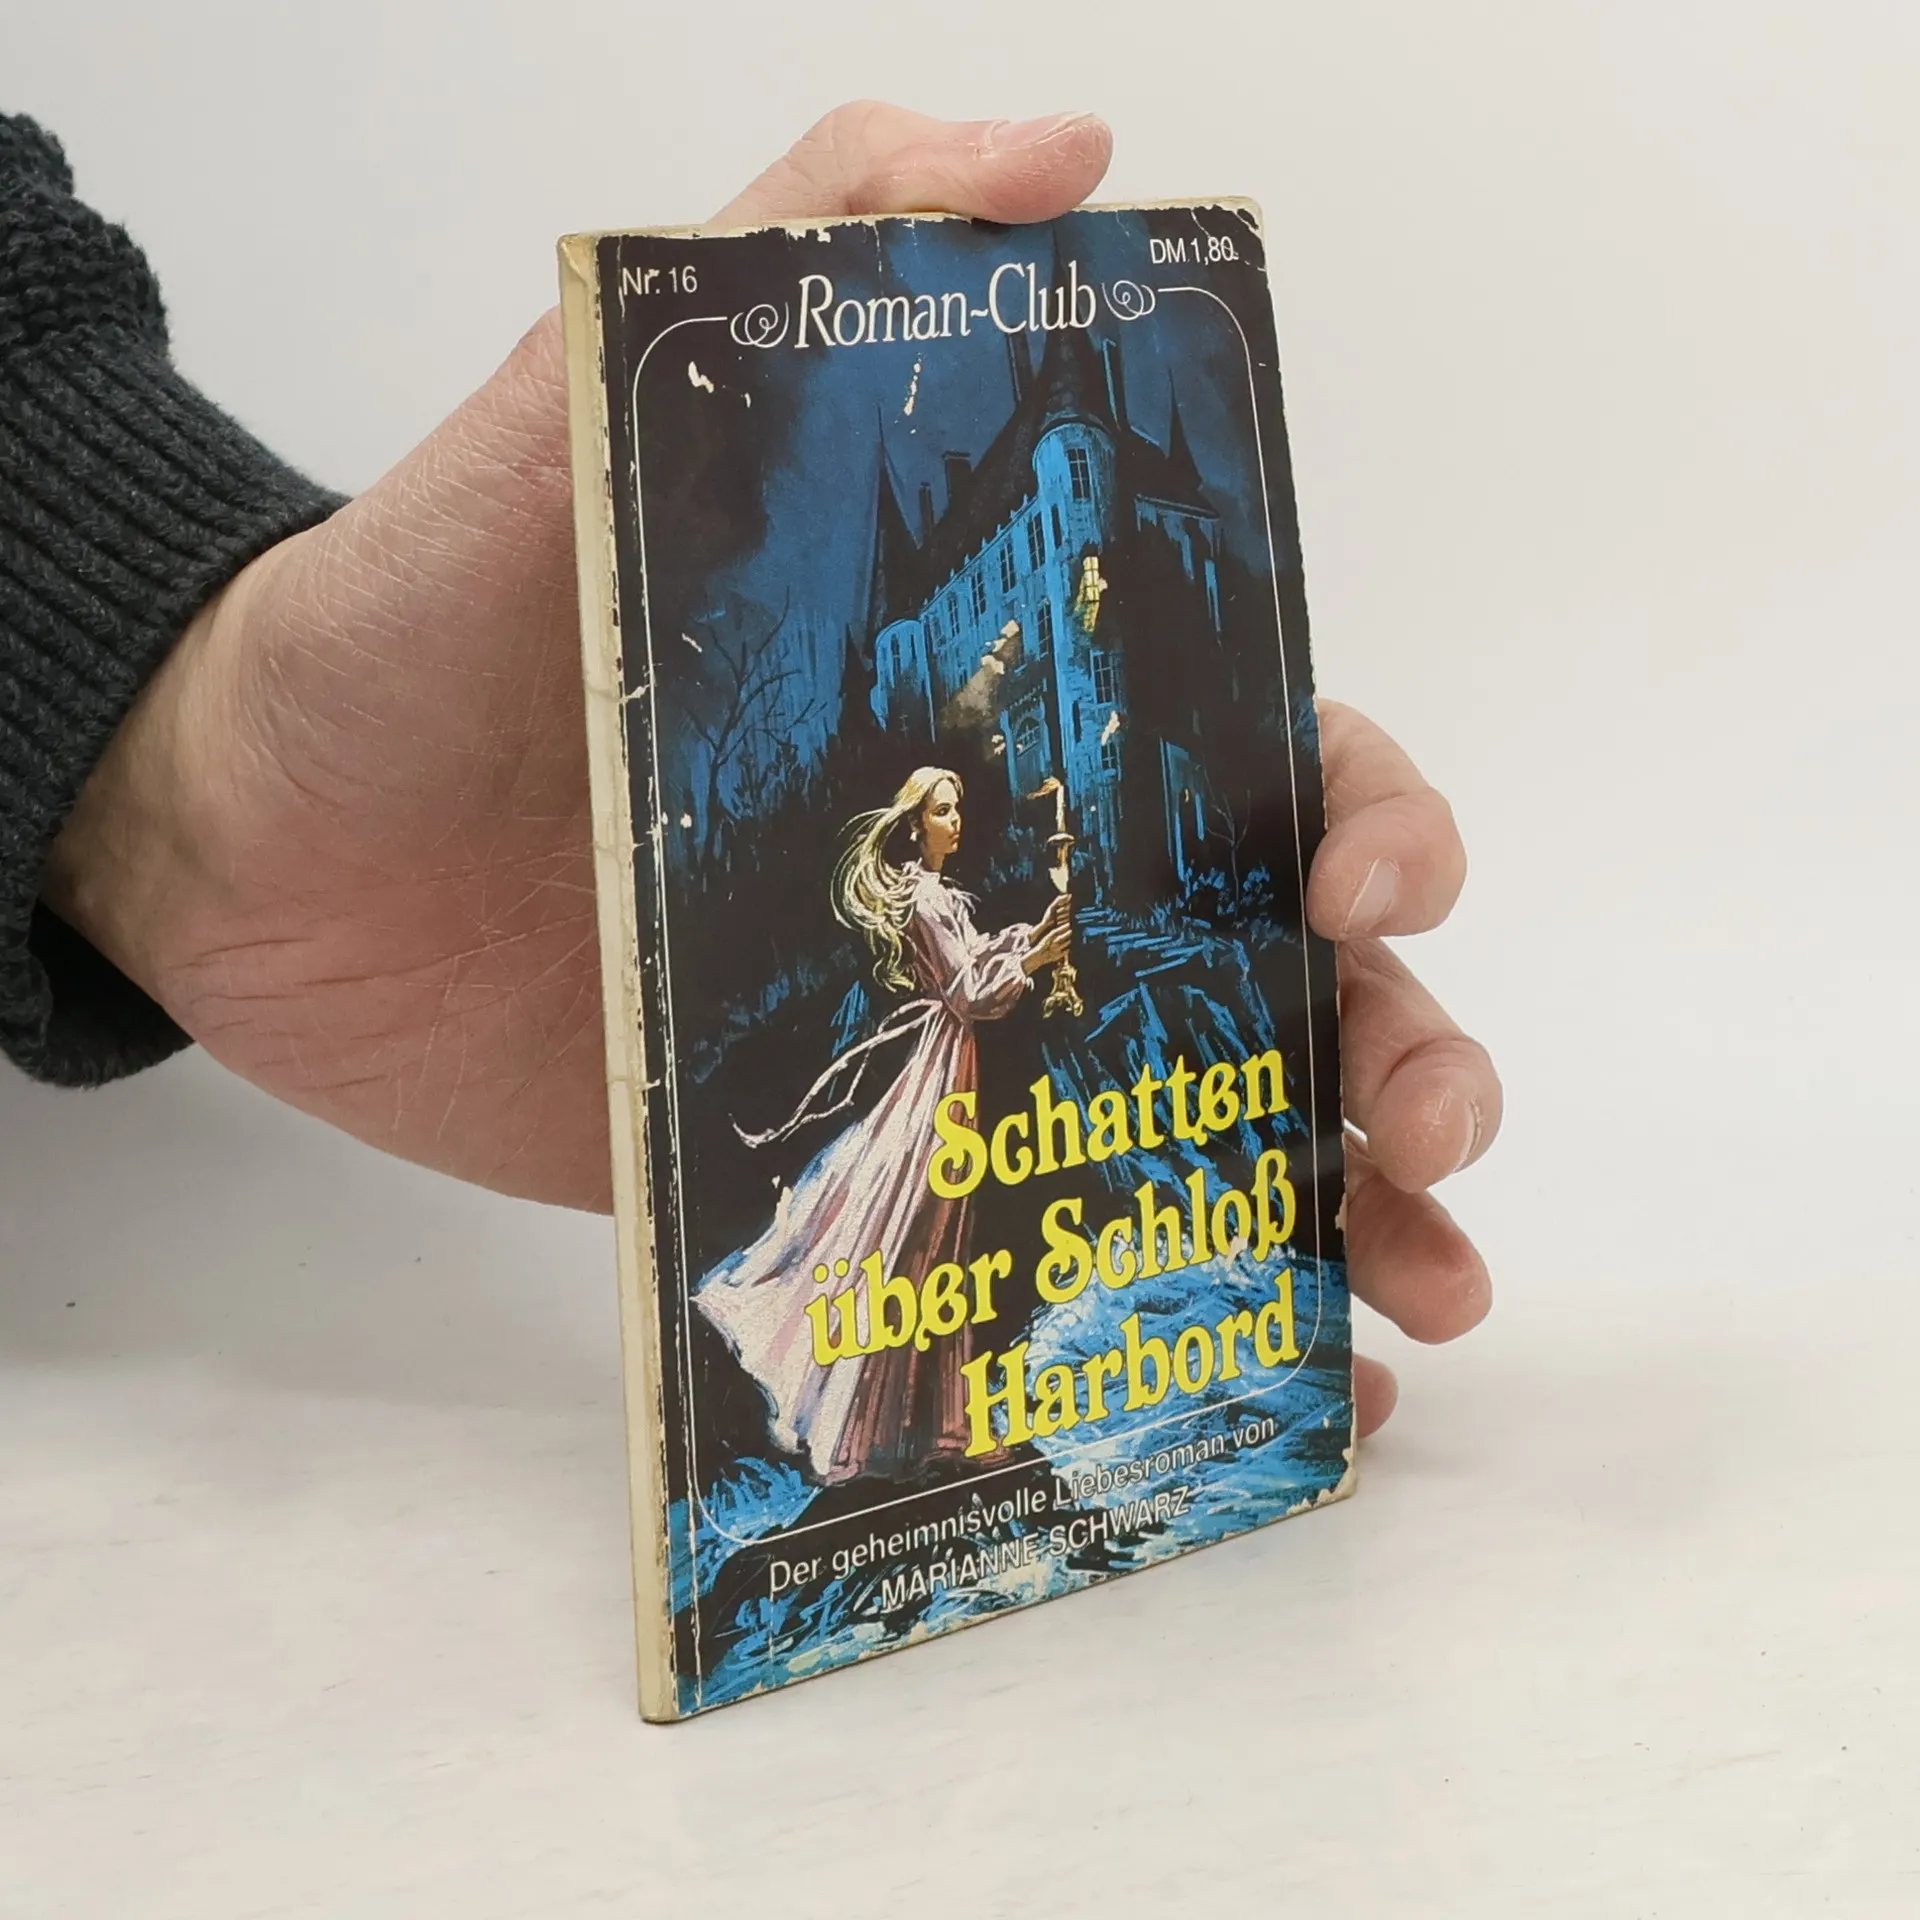 Nr. 16
DM 1,80
Roman-Club
Schatten
über Schloß
Harbord
Der geheimnisvolle Liebesroman von
MARIANNE SCHWARZ